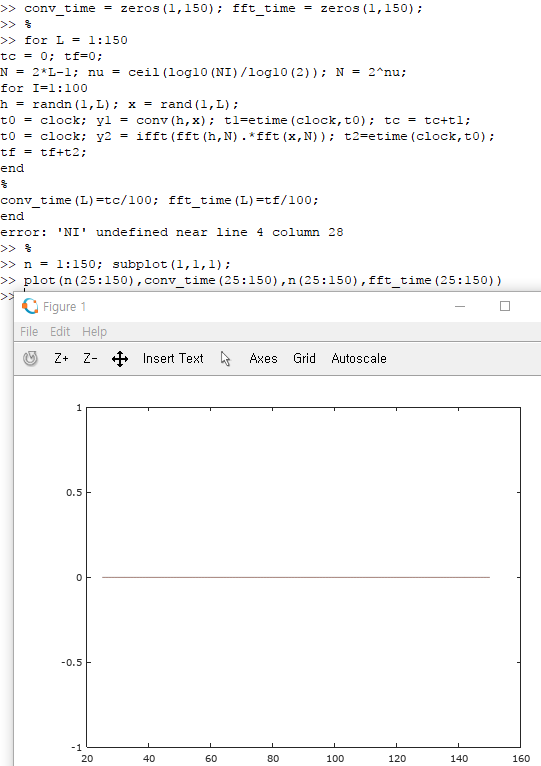 >> conv_time = zeros(1,150); fft_time = zeros(1,150);
>> %
>> for L = 1:150
tc = 0; tf=0;
N = 2*L-1; nu = ceil(log10(NI)/log10(2)); N = 2^nu;
for I=1:100
h = randn(1,L); x = rand(1,L);
t0 = clock; y1 = conv(h,x); t1=etime(clock,t0); tc = tc+t1;
t0 = clock; y2 = ifft(fft(h,N).*fft(x,N)); t2=etime(clock,t0);
tf = tf+t2;
end
%
conv_time(L)=tc/100; fft_time(L)=tf/100;
end
error: 'NI' undefined near line 4 column 28
>> %
>> n = 1:150; subplot(1,1,1);
>> plot(n(25:150),conv_time(25:150),n(25:150),fft_time(25:150))
>>
Figure 1
File Edit Help
Z+ Z- Insert Text Axes Grid Autoscale
1
0.5
0
-0.5
-1
20 40 60 80 100 120 140 160